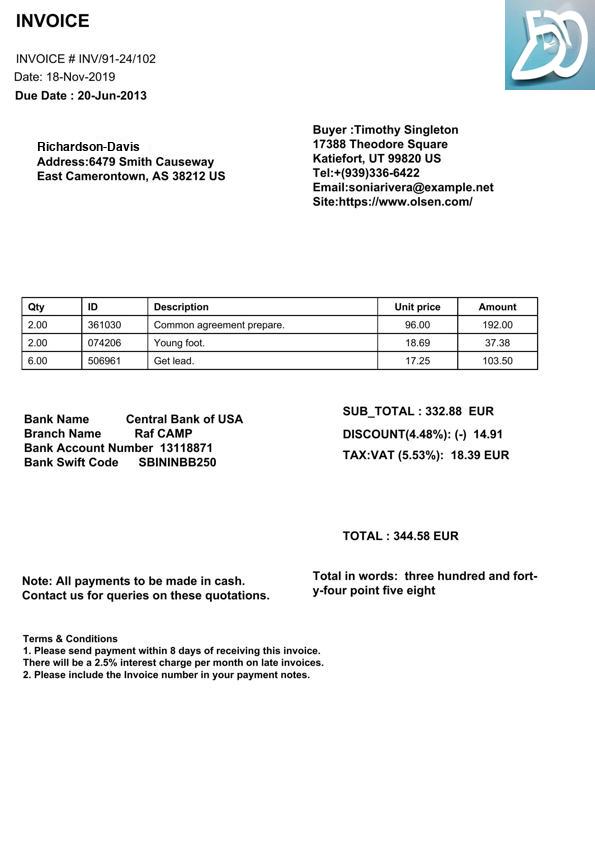 INVOICE
INVOICE # INV/91-24/102
Date: 18-Nov-2019
Due Date : 20-Jun-2013
Richardson-Davis
Address:6479 Smith Causeway
East Camerontown, AS 38212 US
Buyer :Timothy Singleton
17388 Theodore Square
Katiefort, UT 99820 US
Tel:+(939)336-6422
Email:soniarivera@example.net
Site:https://www.olsen.com/
Qty ID Description Unit price Amount
2.00 361030 Common agreement prepare. 96.00 192.00
2.00 074206 Young foot. 18.69 37.38
6.00 506961 Get lead. 17.25 103.50
Bank Name Central Bank of USA
Branch Name Raf CAMP
Bank Account Number 13118871
Bank Swift Code SBININBB250
SUB_TOTAL : 332.88 EUR
DISCOUNT(4.48%): (-) 14.91
TAX:VAT (5.53%): 18.39 EUR
TOTAL : 344.58 EUR
Note: All payments to be made in cash.
Contact us for queries on these quotations.
Total in words: three hundred and fort-
y-four point five eight
Terms & Conditions
1. Please send payment within 8 days of receiving this invoice.
There will be a 2.5% interest charge per month on late invoices.
2. Please include the Invoice number in your payment notes.